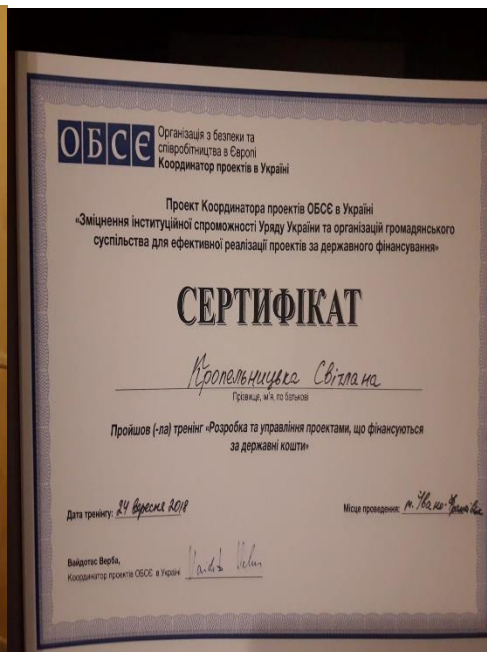 ОБСЄ
Організація з безпеки та
співробітництва в Європі
Координатор проектів в Україні
Проект Координатора проектів ОБСЄ в Україні
«Зміцнення інституційної спроможності Уряду України та організацій громадянського
суспільства для ефективної реалізації проектів за державного фінансування»
СЕРТИФІКАТ
Кропельницька Світлана
Прізвище, ім'я, по батькові
Пройшов (-ла) тренінг «Розробка та управління проектами, що фінансуються
за державні кошти»
Дата тренінгу: 24 вересня 2018
Місце проведення: м. Івано-Франківськ
Вайдотас Верба,
Координатор проектів ОБСЄ в Україні